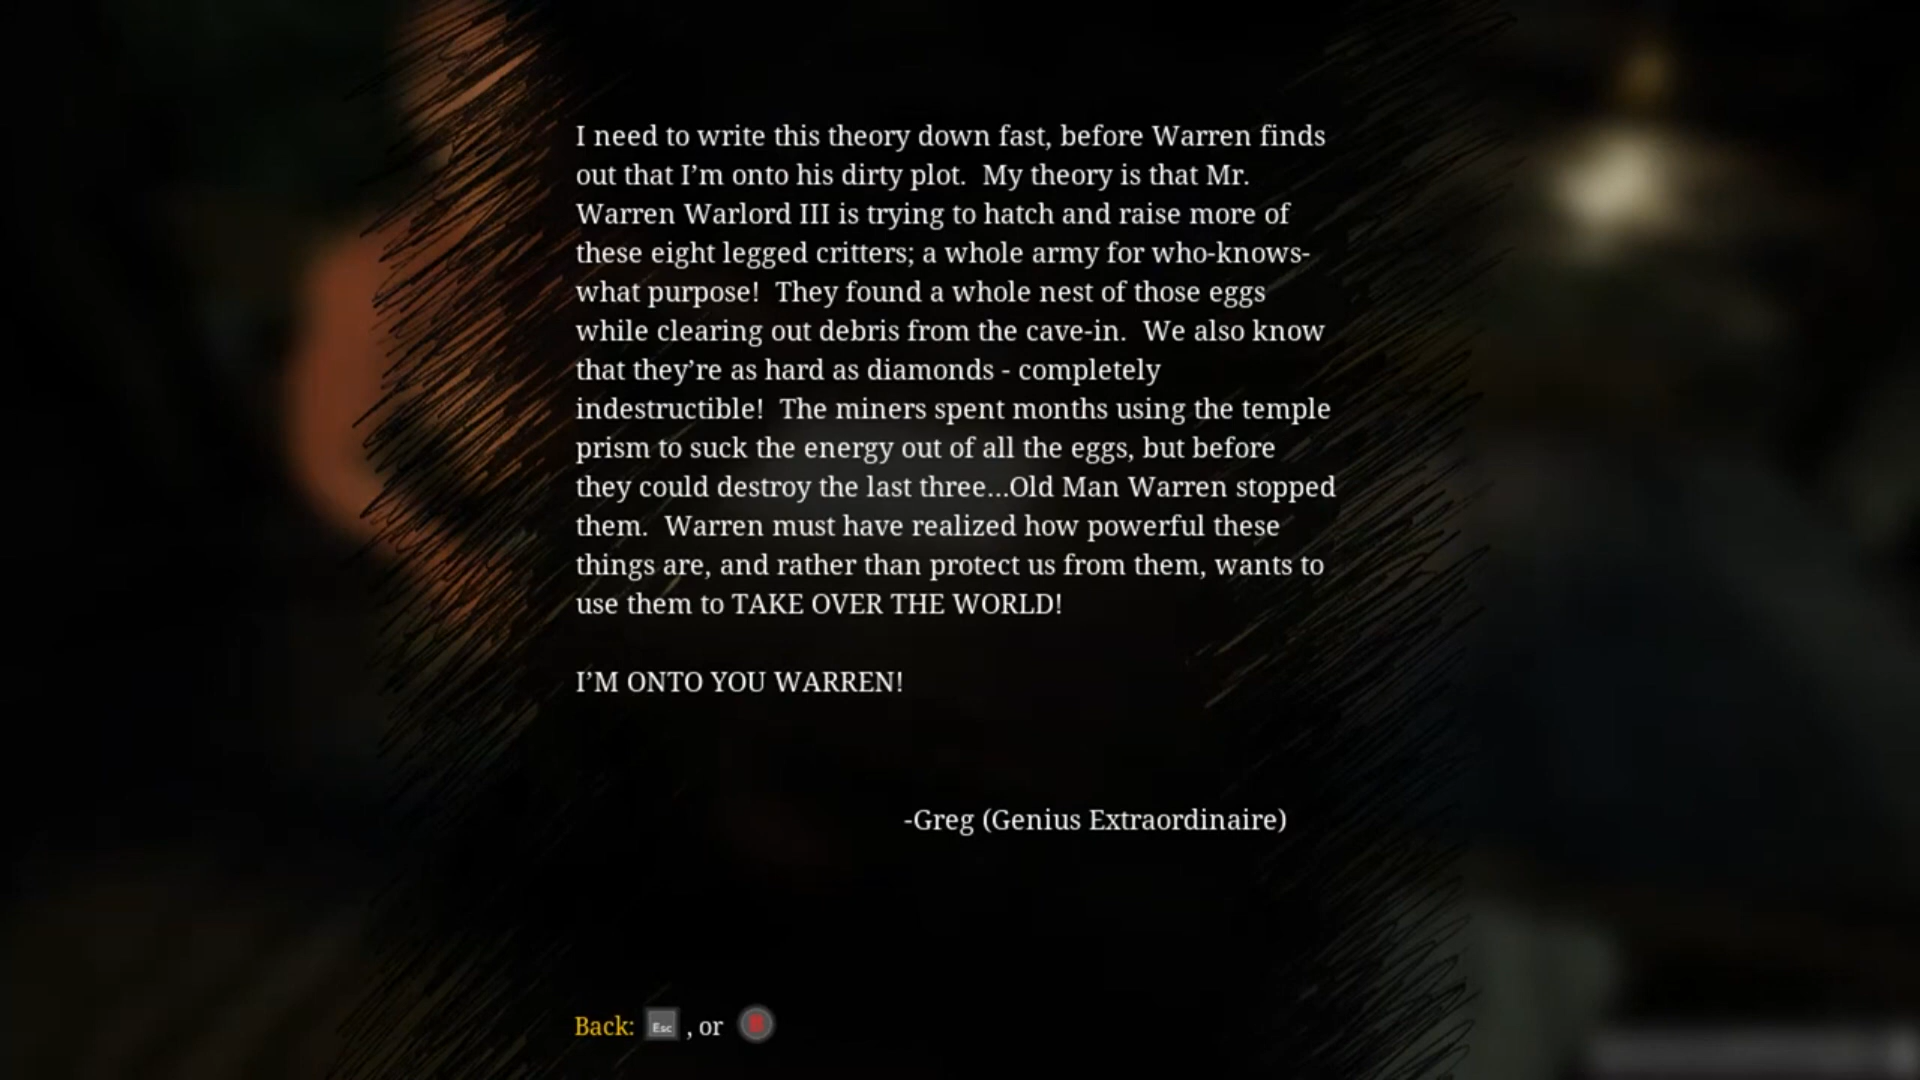 I need to write this theory down fast, before Warren finds
out that I’m onto his dirty plot.  My theory is that Mr.
Warren Warlord III is trying to hatch and raise more of
these eight legged critters; a whole army for who-knows-
what purpose!  They found a whole nest of those eggs
while clearing out debris from the cave-in.  We also know
that they’re as hard as diamonds - completely
indestructible!  The miners spent months using the temple
prism to suck the energy out of all the eggs, but before
they could destroy the last three...Old Man Warren stopped
them.  Warren must have realized how powerful these
things are, and rather than protect us from them, wants to
use them to TAKE OVER THE WORLD!
I’M ONTO YOU WARREN!
-Greg (Genius Extraordinaire)
Back: Esc , or